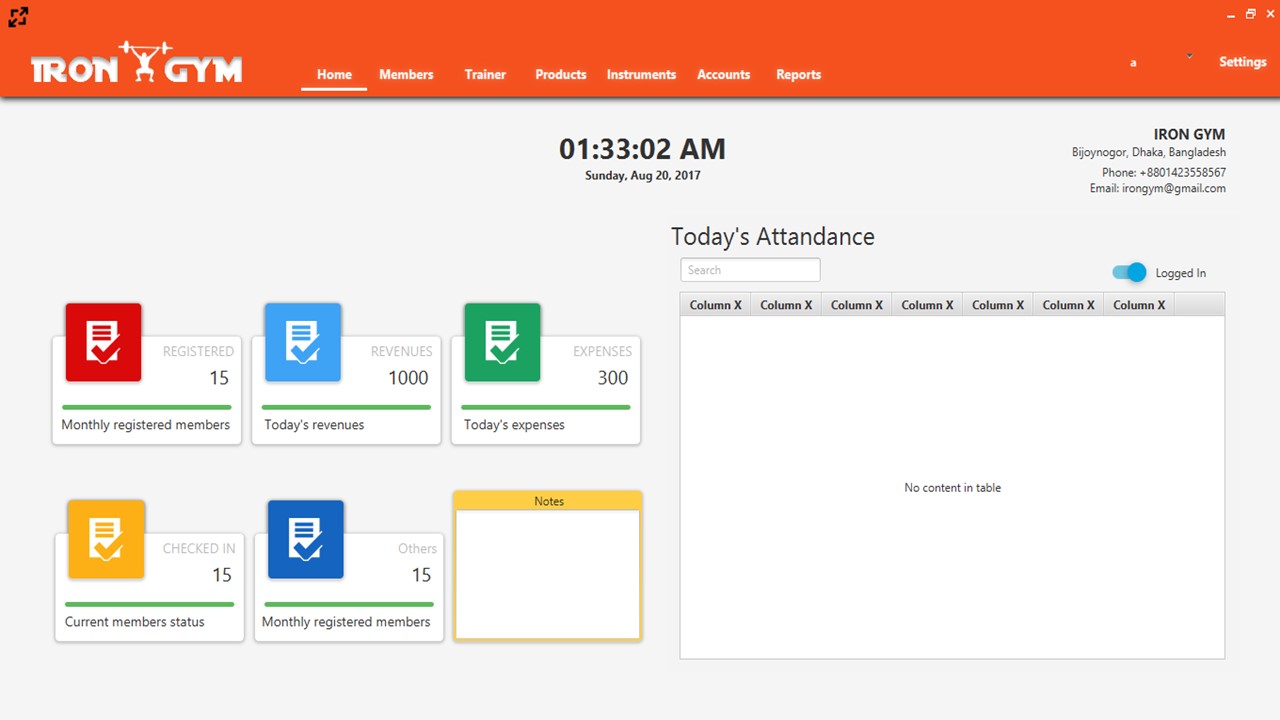 IRON GYM
Home Members Trainer Products Instruments Accounts Reports
a
Settings
01:33:02 AM
Sunday, Aug 20, 2017
IRON GYM
Bijoynogor, Dhaka, Bangladesh
Phone: +8801423558567
Email: irongym@gmail.com
Today's Attandance
Search
Logged In
Column X Column X Column X Column X Column X Column X Column X
No content in table
REGISTERED
15
Monthly registered members
REVENUES
1000
Today's revenues
EXPENSES
300
Today's expenses
CHECKED IN
15
Current members status
Others
15
Monthly registered members
Notes